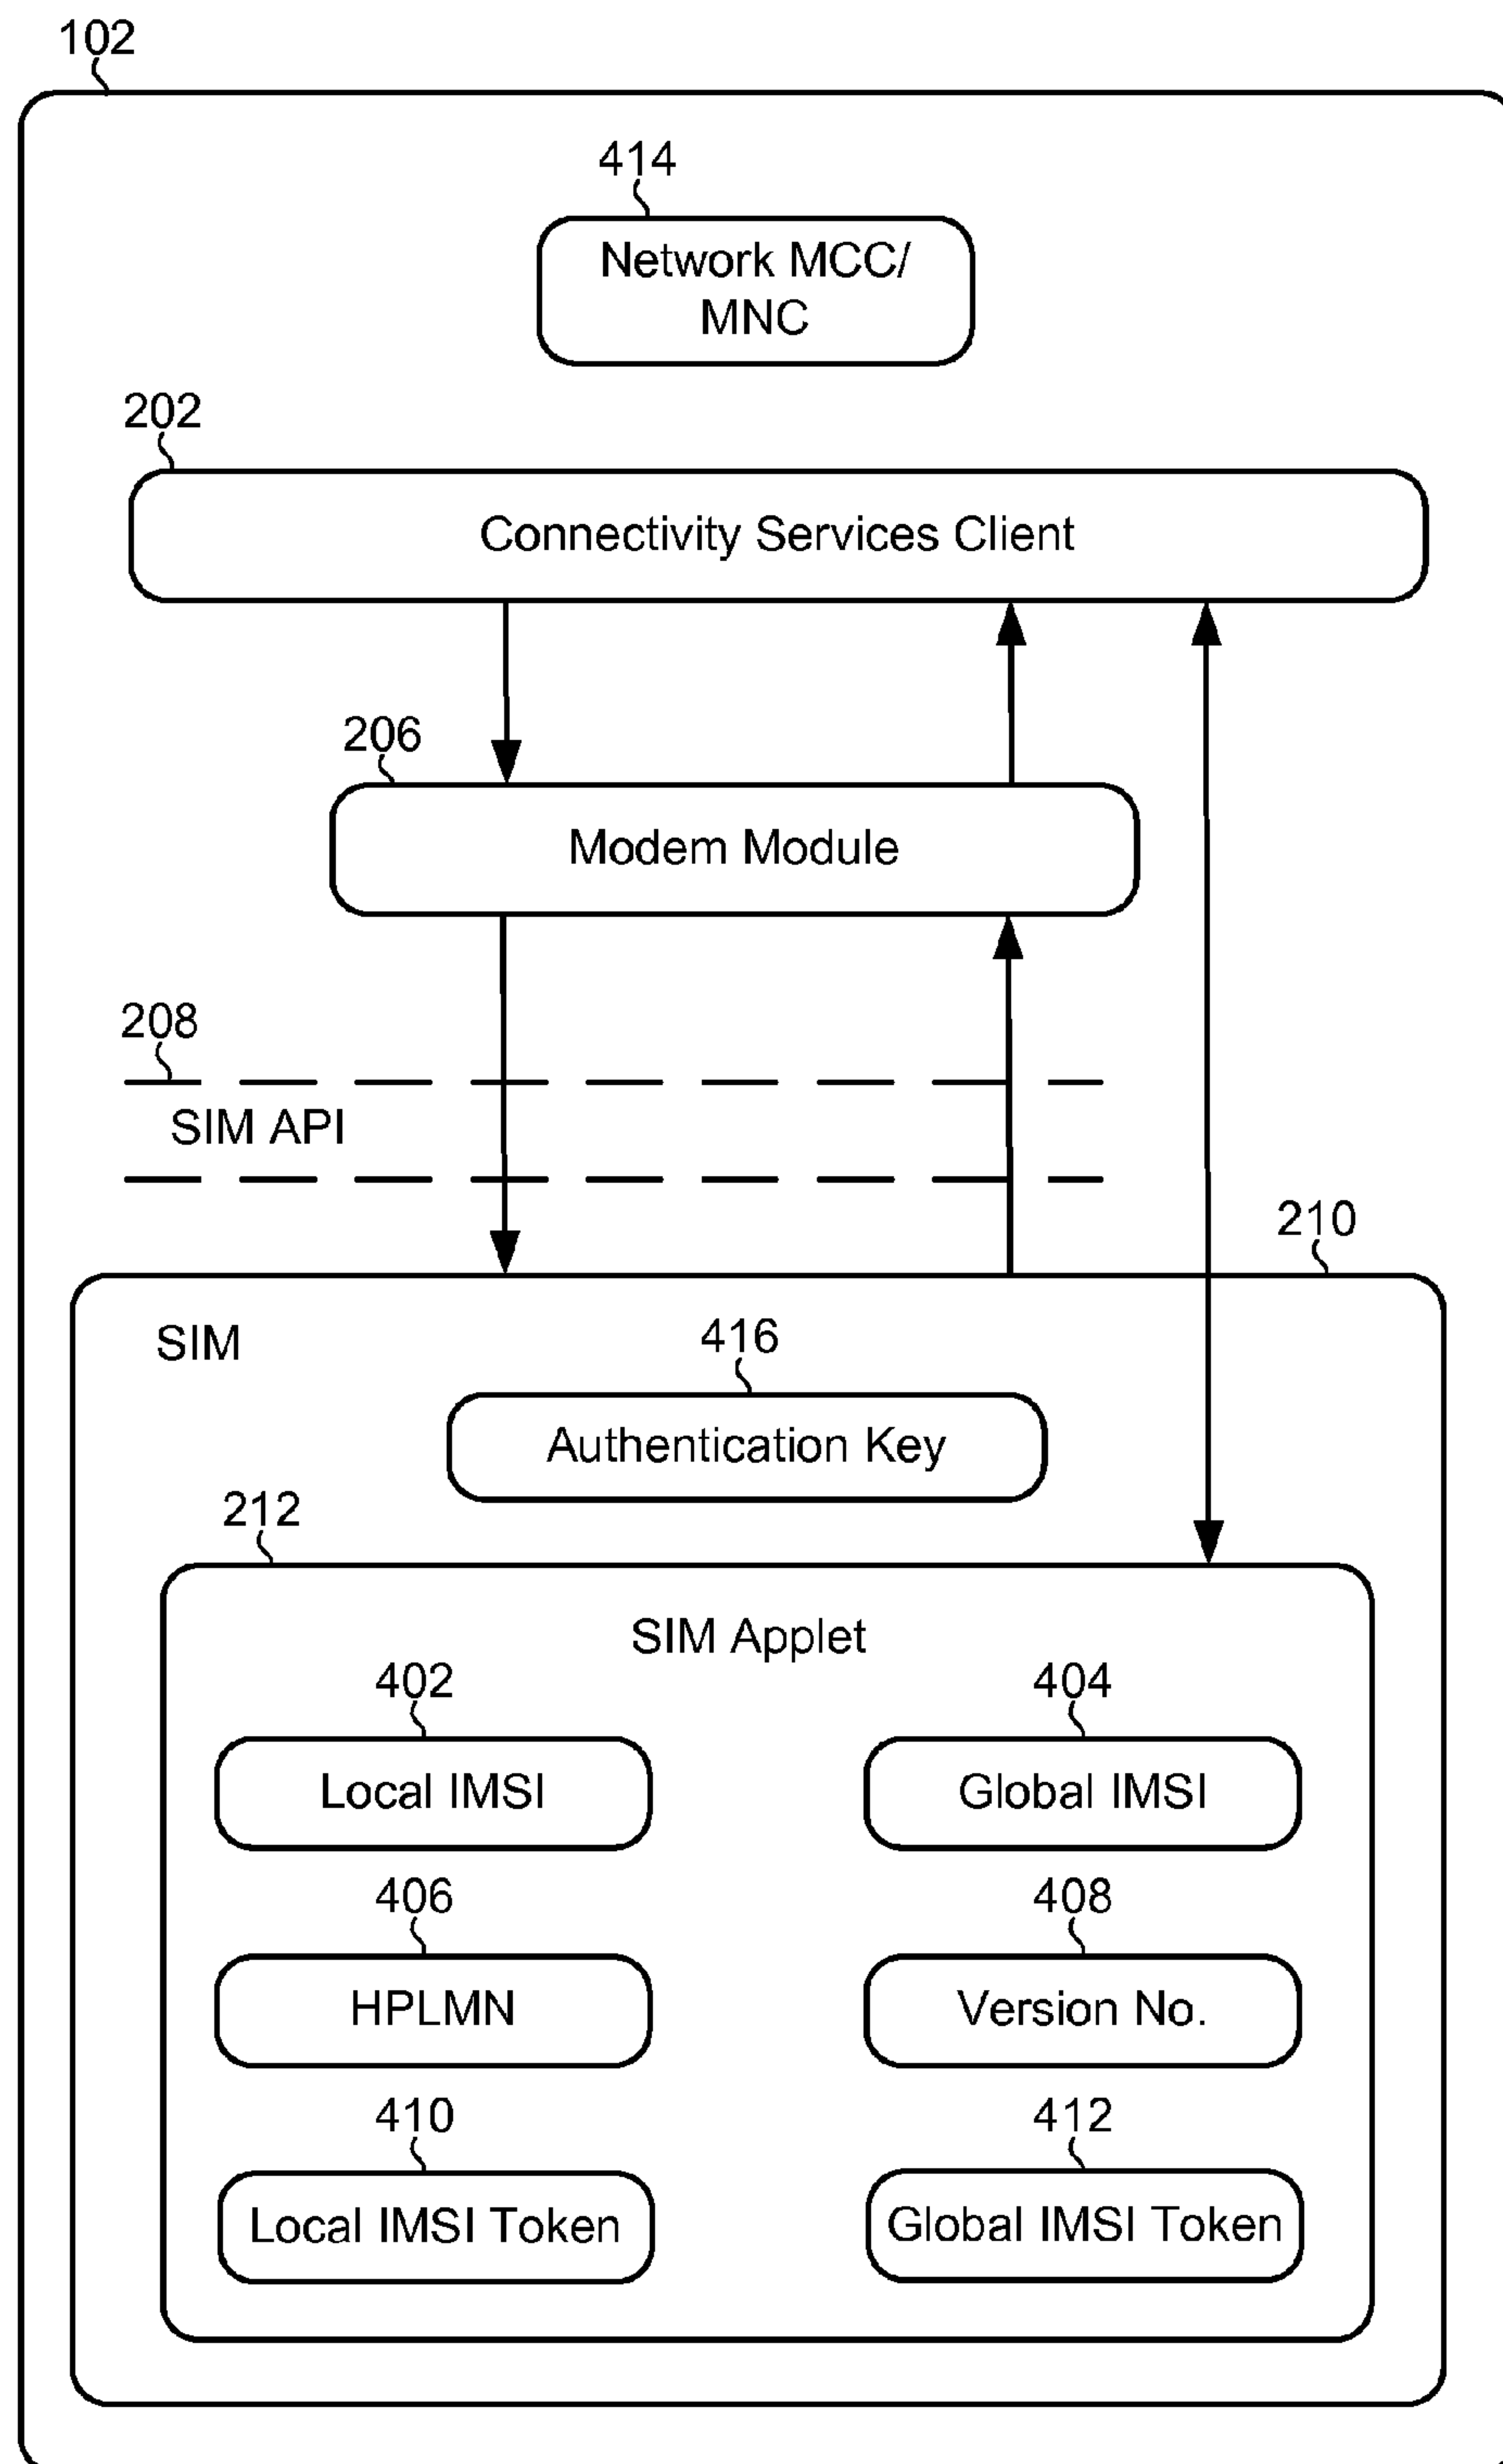 102
414
Network MCC/
MNC
202
Connectivity Services Client
206
Modem Module
208
SIM API
210
SIM
416
Authentication Key
212
SIM Applet
402
404
Local IMSI
Global IMSI
406
408
HPLMN
Version No.
410
412
Local IMSI Token
Global IMSI Token